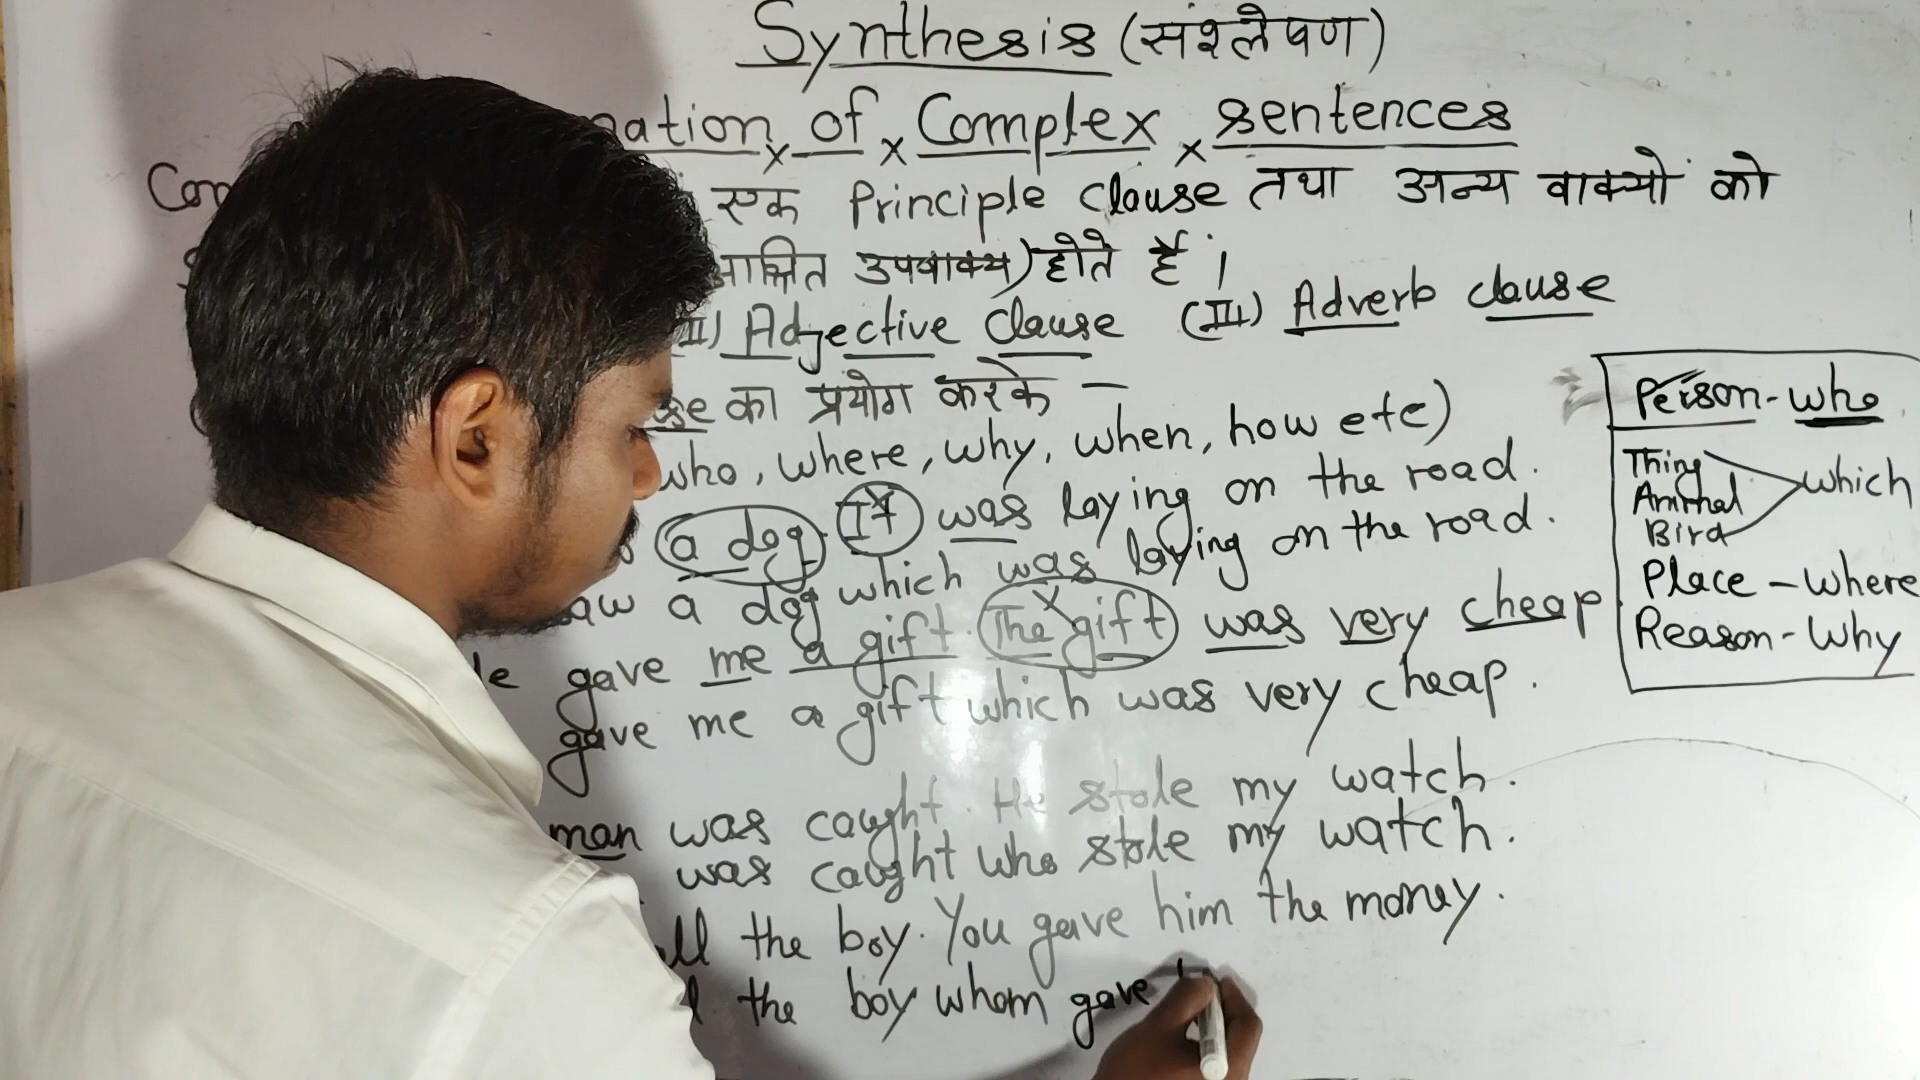 Synthesis (संश्लेषण)
of Complex sentences
एक Principle clause तथा अन्य वाक्यों को
आश्रित उपवाक्य) होते हैं।
(II) Adjective clause (III) Adverb clause
का प्रयोग करके –
who, where, why, when, how etc)
a dog. It was laying on the road.
a dog which was laying on the road.
gave me a gift. The gift was very cheap
gave me a gift which was very cheap.
man was caught. He stole my watch.
was caught who stole my watch.
the boy. You gave him the money.
the boy whom gave
Person - who
Thing
Animal
Bird
which
Place - where
Reason - Why